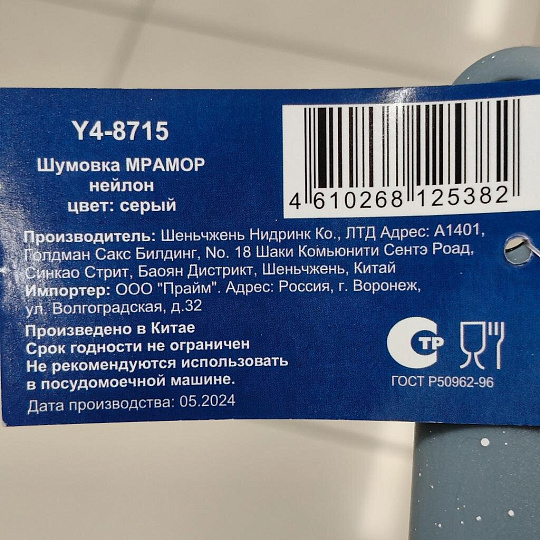 Y4-8715
Шумовка МРАМОР
нейлон
цвет: серый
4 610268 125382
Производитель: Шеньчжень Нидринк Ко., ЛТД Адрес: А1401,
Голдман Сакс Билдинг, No. 18 Шаки Комьюнити Сентэ Роад,
Синкао Стрит, Баоян Дистрикт, Шеньчжень, Китай
Импортер: ООО "Прайм". Адрес: Россия, г. Воронеж,
ул. Волгоградская, д.32
Произведено в Китае
Срок годности не ограничен
Не рекомендуются использовать
в посудомоечной машине.
Дата производства: 05.2024
СТР
ГОСТ Р50962-96